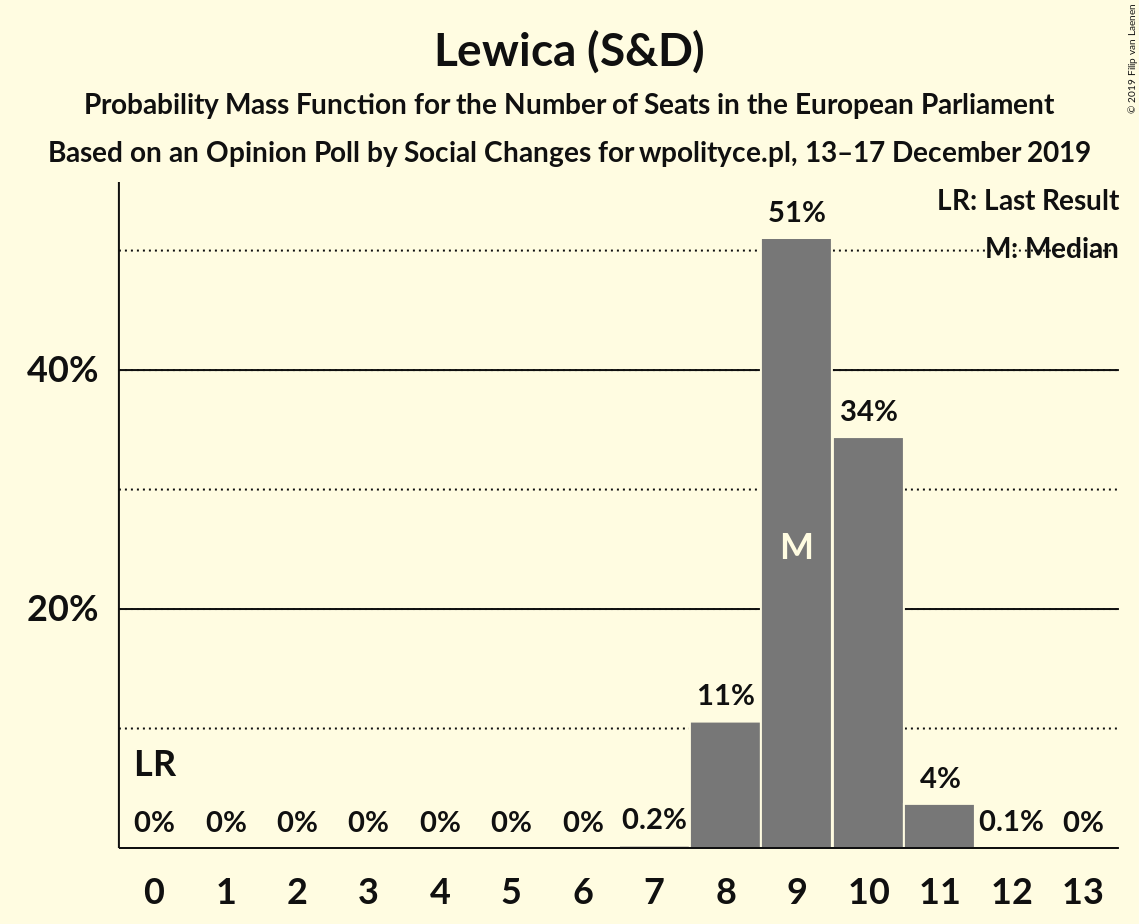 Lewica (S&D)
Probability Mass Function for the Number of Seats in the European Parliament
Based on an Opinion Poll by Social Changes for wpolityce.pl, 13–17 December 2019
© 2019 Filip van Laenen
LR: Last Result
M: Median
51%
40%
34%
M
20%
11%
LR
4%
0% 0% 0% 0% 0% 0% 0% 0.2% 0.1% 0%
0 1 2 3 4 5 6 7 8 9 10 11 12 13